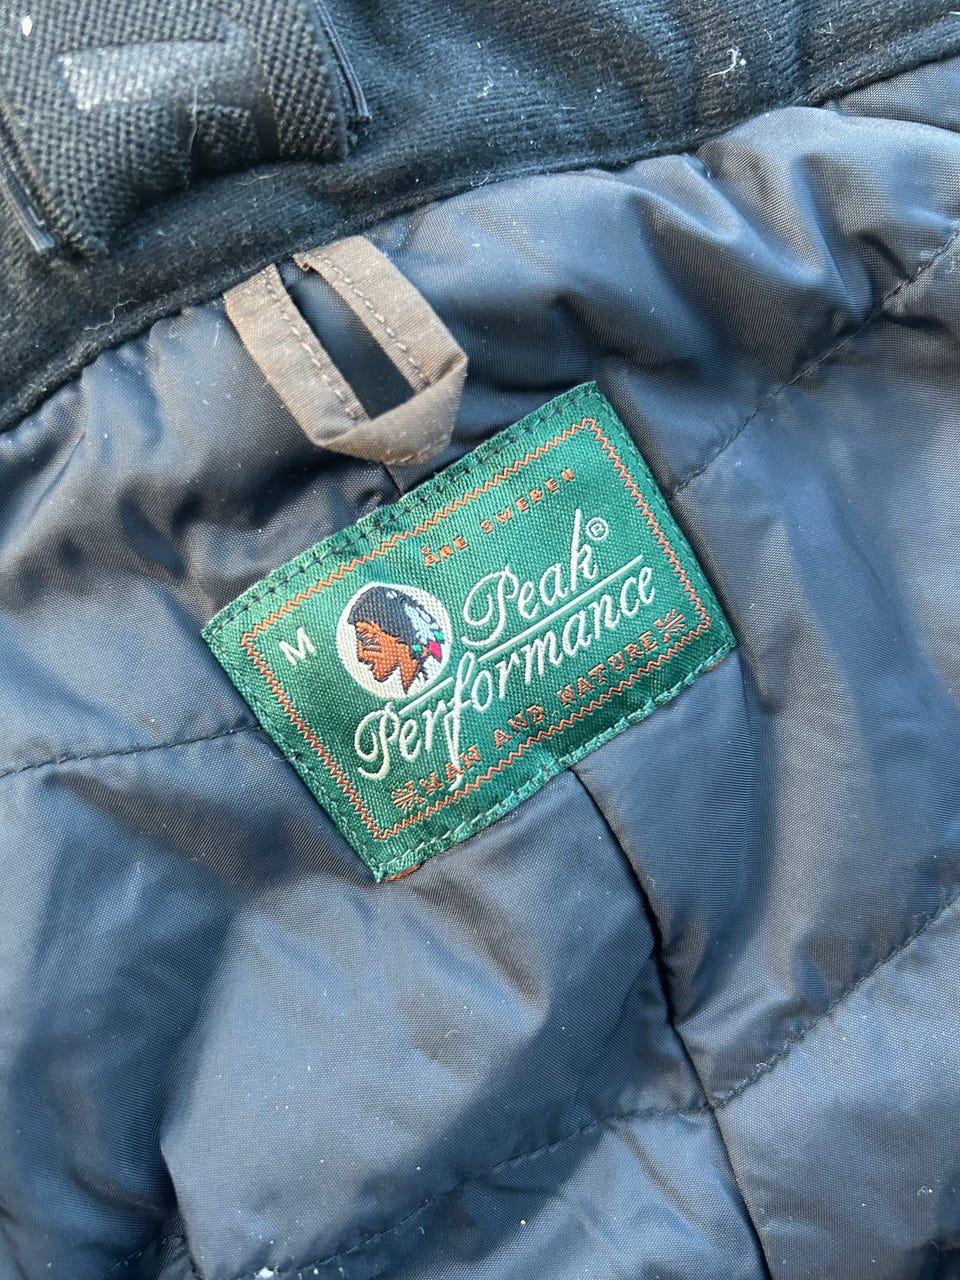 ÅRE SWEDEN
M
Peak®
Performance
MAN AND NATURE